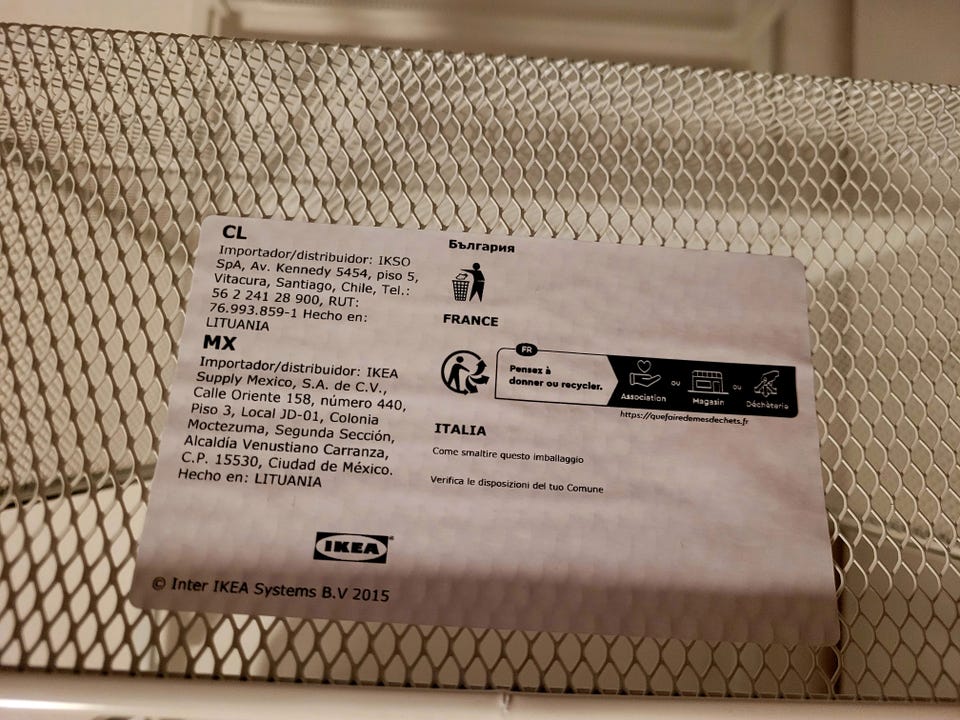 CL
Importador/distribuidor: IKSO
SpA, Av. Kennedy 5454, piso 5,
Vitacura, Santiago, Chile, Tel.:
56 2 241 28 900, RUT:
76.993.859-1 Hecho en:
LITUANIA
MX
Importador/distribuidor: IKEA
Supply Mexico, S.A. de C.V.,
Calle Oriente 158, número 440,
Piso 3, Local JD-01, Colonia
Moctezuma, Segunda Sección,
Alcaldía Venustiano Carranza,
C.P. 15530, Ciudad de México.
Hecho en: LITUANIA
България
FRANCE
FR
Pensez à
donner ou recycler.
Association
ou
Magasin
ou
Déchèterie
https://quefairedemesdechets.fr
ITALIA
Come smaltire questo imballaggio
Verifica le disposizioni del tuo Comune
IKEA
© Inter IKEA Systems B.V 2015